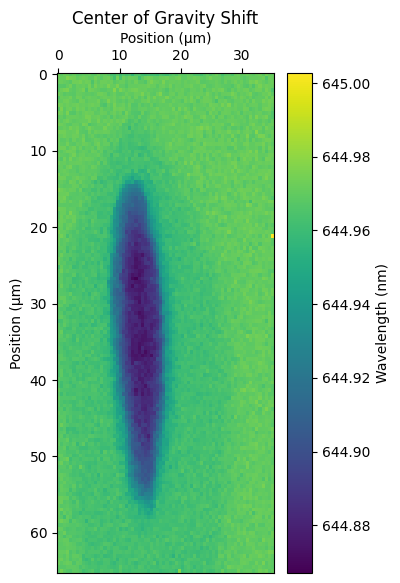 Center of Gravity Shift
Position (μm)
0 10 20 30
0
10
20
30
40
50
60
Position (μm)
645.00
644.98
644.96
644.94
644.92
644.90
644.88
Wavelength (nm)